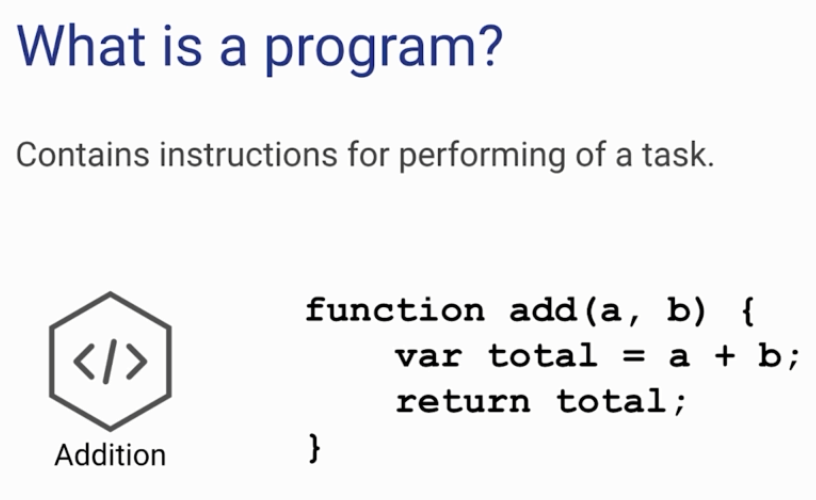 What is a program?
Contains instructions for performing of a task.
</>
Addition
function add(a, b) {
    var total = a + b;
    return total;
}